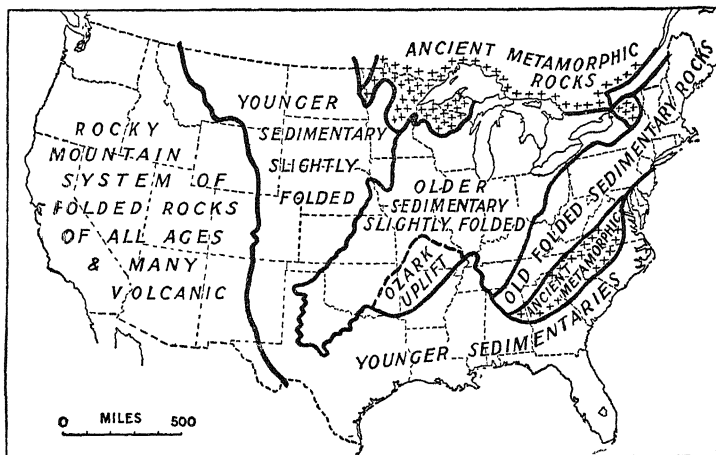 ANCIENT METAMORPHIC
ROCKS
YOUNGER
SEDIMENTARY
SLIGHTLY
FOLDED
ROCKY
MOUNTAIN
SYSTEM OF
FOLDED ROCKS
OF ALL AGES
& MANY
VOLCANIC
OLDER
SEDIMENTARY
SLIGHTLY FOLDED
OZARK
UPLIFT
OLD FOLDED SEDIMENTARY ROCKS
ANCIENT
METAMORPHIC
YOUNGER SEDIMENTARIES
0 MILES 500